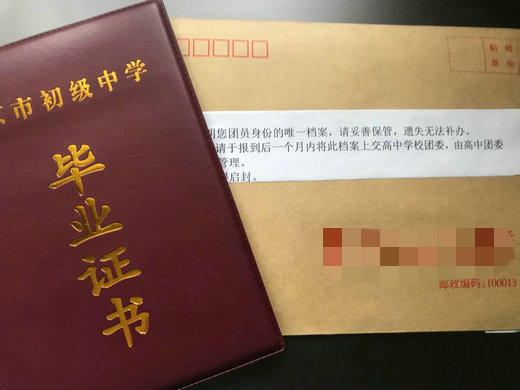 市初级中学
毕业证书
贴 邮
票 处
明您团员身份的唯一档案，请妥善保管，遗失无法补办。
请于报到后一个月内将此档案上交高中学校团委，由高中团委
管理。
启封。
邮政编码：100013